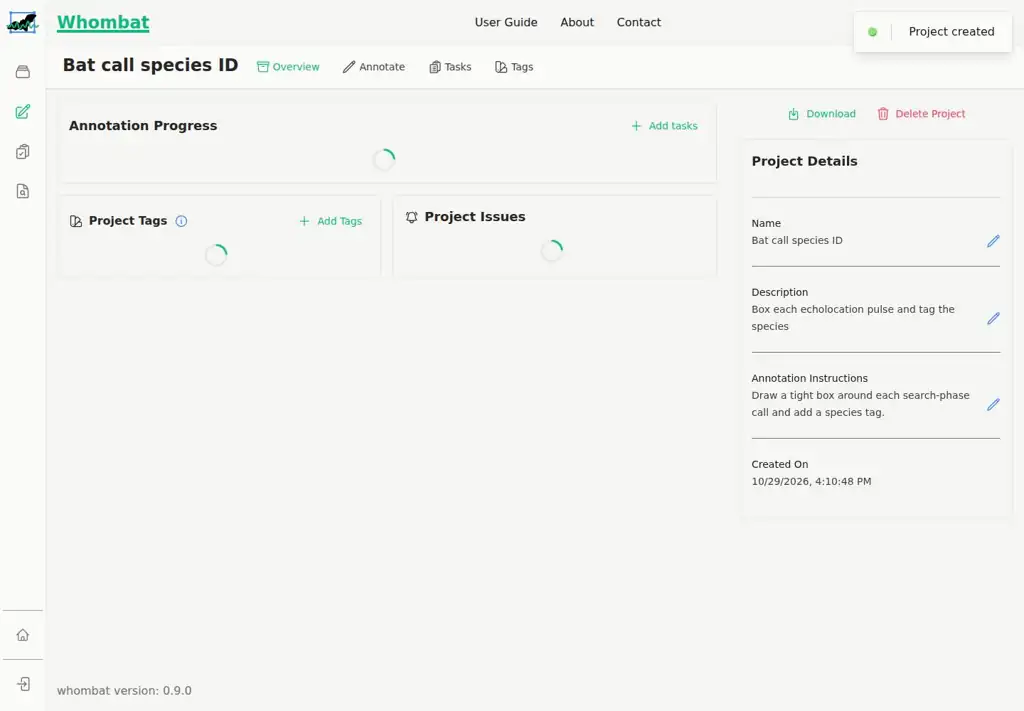 Whombat
User Guide
About
Contact
Project created
Bat call species ID
Overview
Annotate
Tasks
Tags
Annotation Progress
Add tasks
Project Tags
Add Tags
Project Issues
Download
Delete Project
Project Details
Name
Bat call species ID
Description
Box each echolocation pulse and tag the
species
Annotation Instructions
Draw a tight box around each search-phase
call and add a species tag.
Created On
10/29/2026, 4:10:48 PM
whombat version: 0.9.0